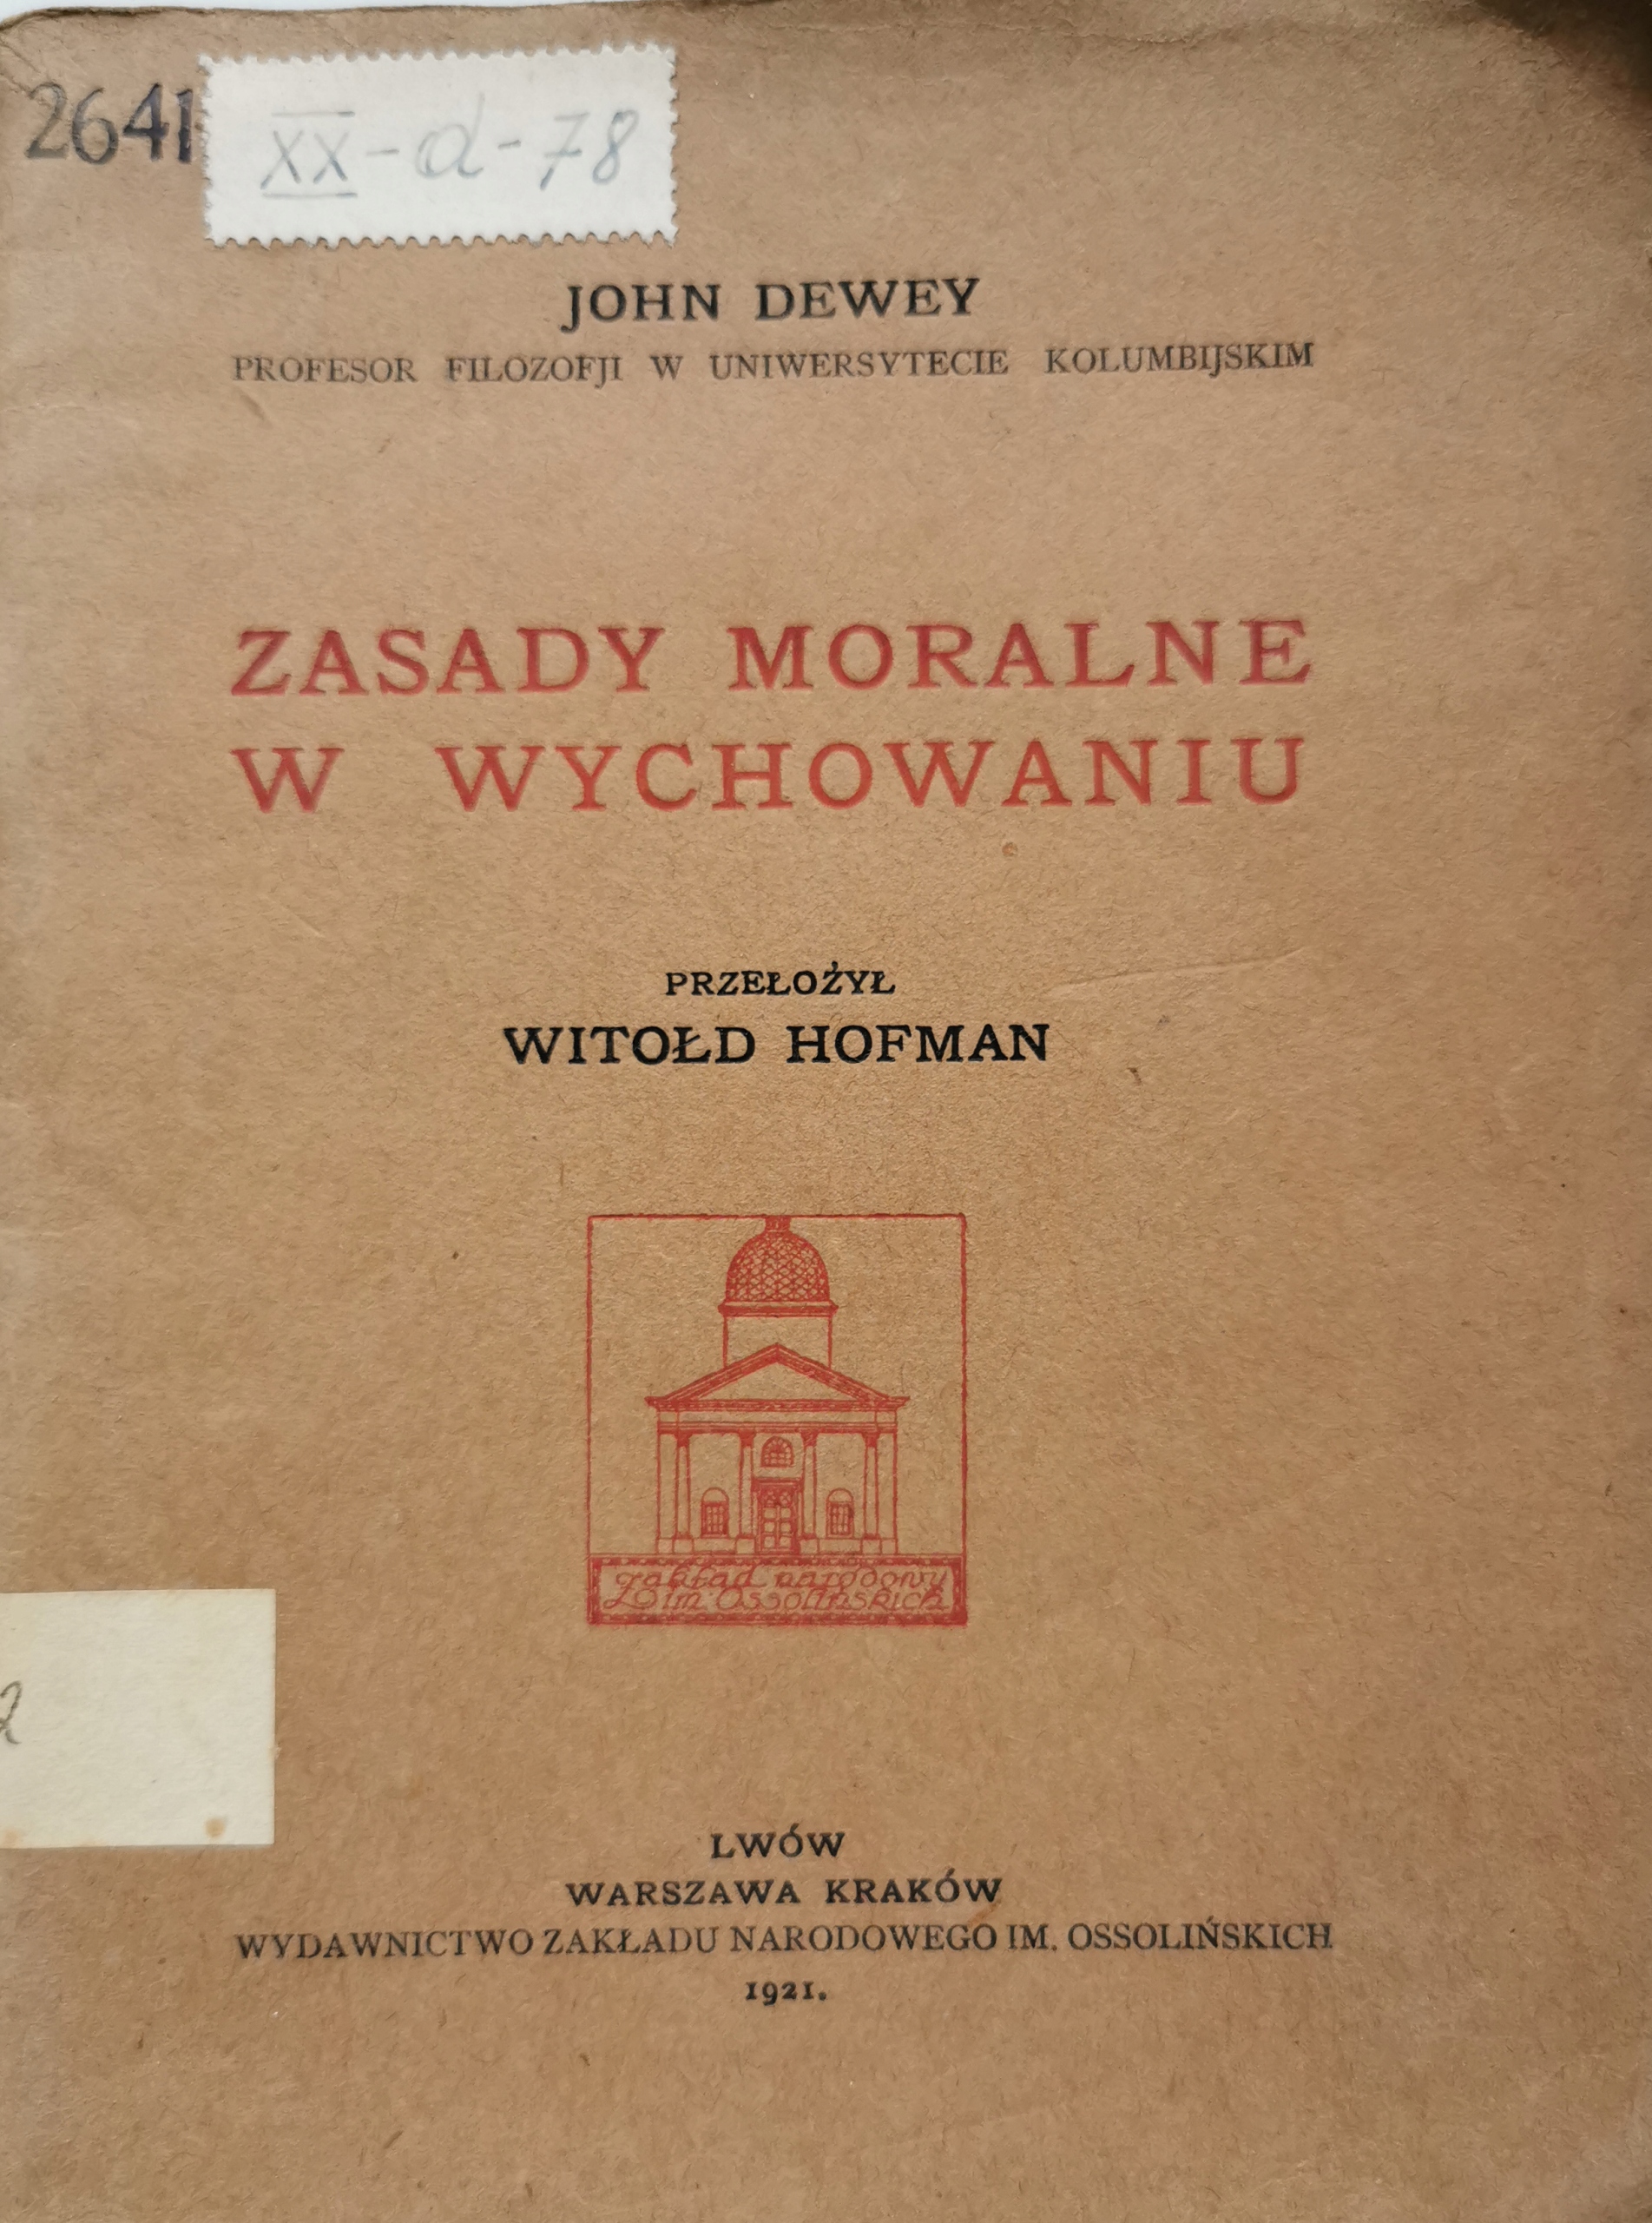 2641
XX-d-78
JOHN DEWEY
PROFESOR FILOZOFJI W UNIWERSYTECIE KOLUMBIJSKIM
ZASADY MORALNE
W WYCHOWANIU
PRZEŁOŻYŁ
WITOŁD HOFMAN
zakład narodowy
im. Ossolińskich
2
LWÓW
WARSZAWA KRAKÓW
WYDAWNICTWO ZAKŁADU NARODOWEGO IM. OSSOLIŃSKICH
1921.